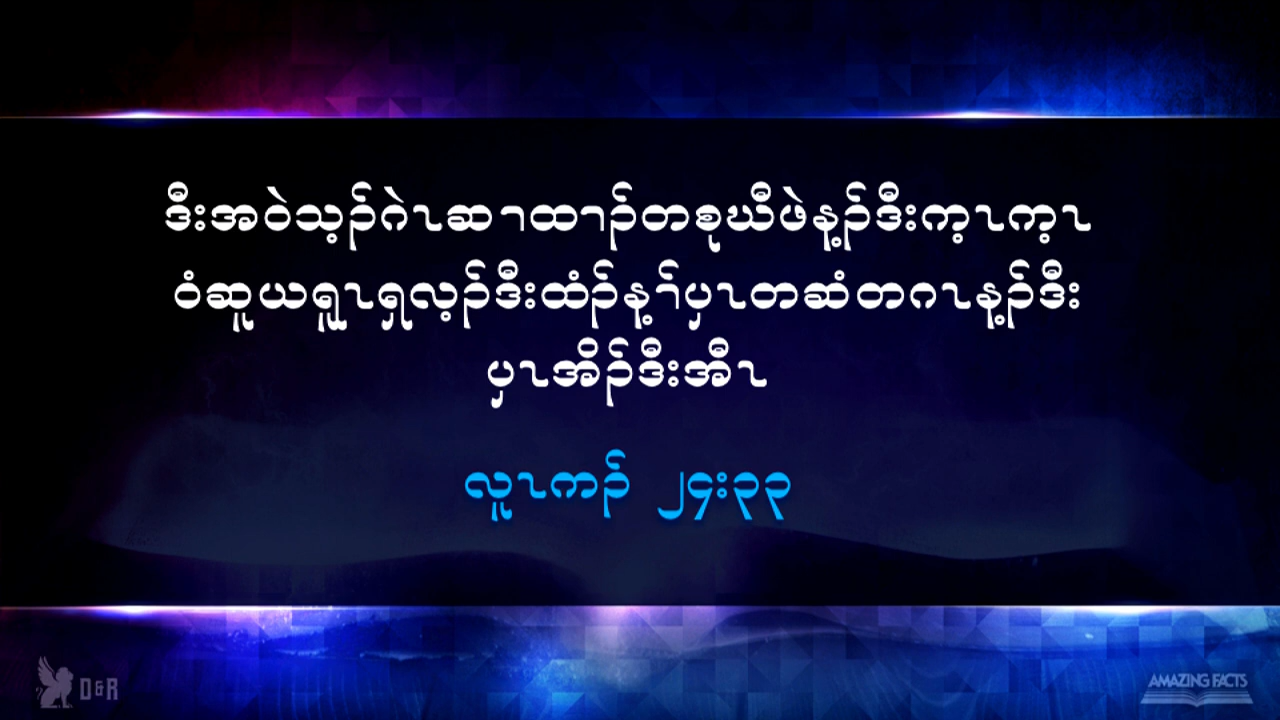 ဒီးအဝဲသ့ၣ်ဂဲၤဆၢထၢၣ်တစုဃီဖဲန့ၣ်ဒီးက့ၤက့ၤ
ဝံဆူယရူၤရှလ့ၣ်ဒီးထံၣ်န့ၢ်ပှၤတဆံတဂၤန့ၣ်ဒီး
ပှၤအိၣ်ဒီးအီၤ
လူၤကၣ် ၂၄း၃၃
D&R
AMAZING FACTS